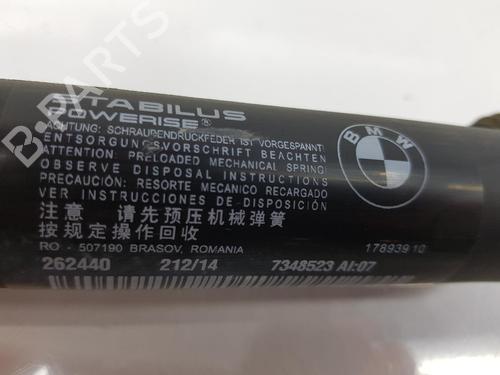 STABILUS
POWERISE®
ACHTUNG: SCHRAUBENDRUCKFEDER IST VORGESPANNT!
ENTSORGUNGSVORSCHRIFT BEACHTEN
ATTENTION: PRELOADED MECHANICAL SPRING
OBSERVE DISPOSAL INSTRUCTIONS
PRECAUCIÓN: RESORTE MECANICO RECARGADO
VER INSTRUCCIONES DE DISPOSAL
注意 请先预压机械弹簧
按规定操作回收
RO - 507190 BRASOV, ROMANIA
17893910
262440 212/14 7348523 AI:07
BMW